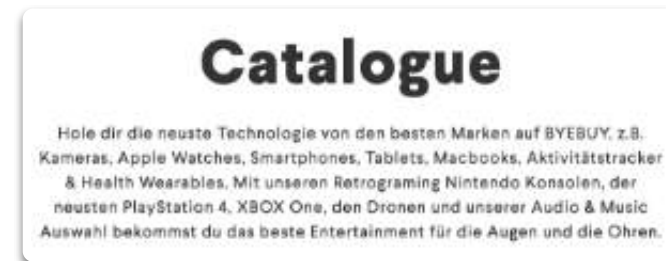 Catalogue
Hole dir die neuste Technologie von den besten Marken auf BYEBUY, z.B.
Kameras, Apple Watches, Smartphones, Tablets, Macbooks, Aktivitätstracker
& Health Wearables. Mit unseren Retrograming Nintendo Konsolen, der
neusten PlayStation 4, XBOX One, den Dronen und unserer Audio & Music
Auswahl bekommst du das beste Entertainment für die Augen und die Ohren.